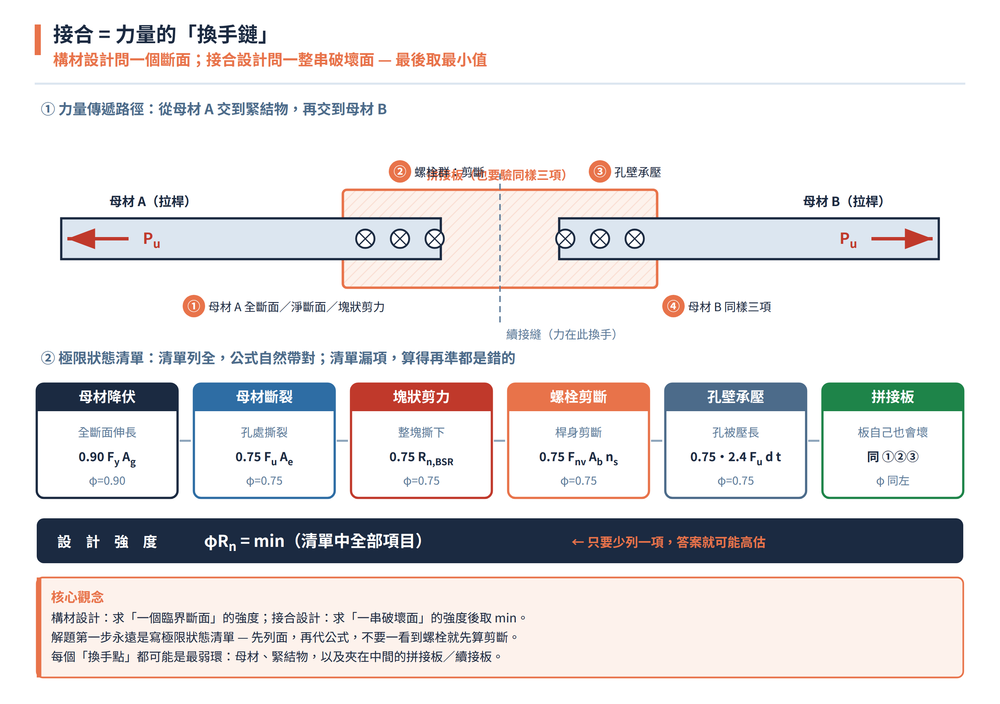 接合 = 力量的「換手鏈」
構材設計問一個斷面；接合設計問一整串破壞面 — 最後取最小值
① 力量傳遞路徑：從母材 A 交到緊結物，再交到母材 B
② 螺栓群：剪斷
拼接板（也要驗同樣三項）
③ 孔壁承壓
母材 A（拉桿）
母材 B（拉桿）
Pu
Pu
① 母材 A 全斷面／淨斷面／塊狀剪力
④ 母材 B 同樣三項
續接縫（力在此換手）
② 極限狀態清單：清單列全，公式自然帶對；清單漏項，算得再準都是錯的
母材降伏
全斷面伸長
0.90 Fy Ag
φ=0.90
母材斷裂
孔處撕裂
0.75 Fu Ae
φ=0.75
塊狀剪力
整塊撕下
0.75 Rn,BSR
φ=0.75
螺栓剪斷
桿身剪斷
0.75 Fnv Ab ns
φ=0.75
孔壁承壓
孔被壓長
0.75・2.4 Fu d t
φ=0.75
拼接板
板自己也會壞
同 ①②③
φ 同左
設 計 強 度 φRn = min（清單中全部項目） ← 只要少列一項，答案就可能高估
核心觀念
構材設計：求「一個臨界斷面」的強度；接合設計：求「一串破壞面」的強度後取 min。
解題第一步永遠是寫極限狀態清單 — 先列面，再代公式，不要一看到螺栓就先算剪斷。
每個「換手點」都可能是最弱環：母材、緊結物，以及夾在中間的拼接板／續接板。